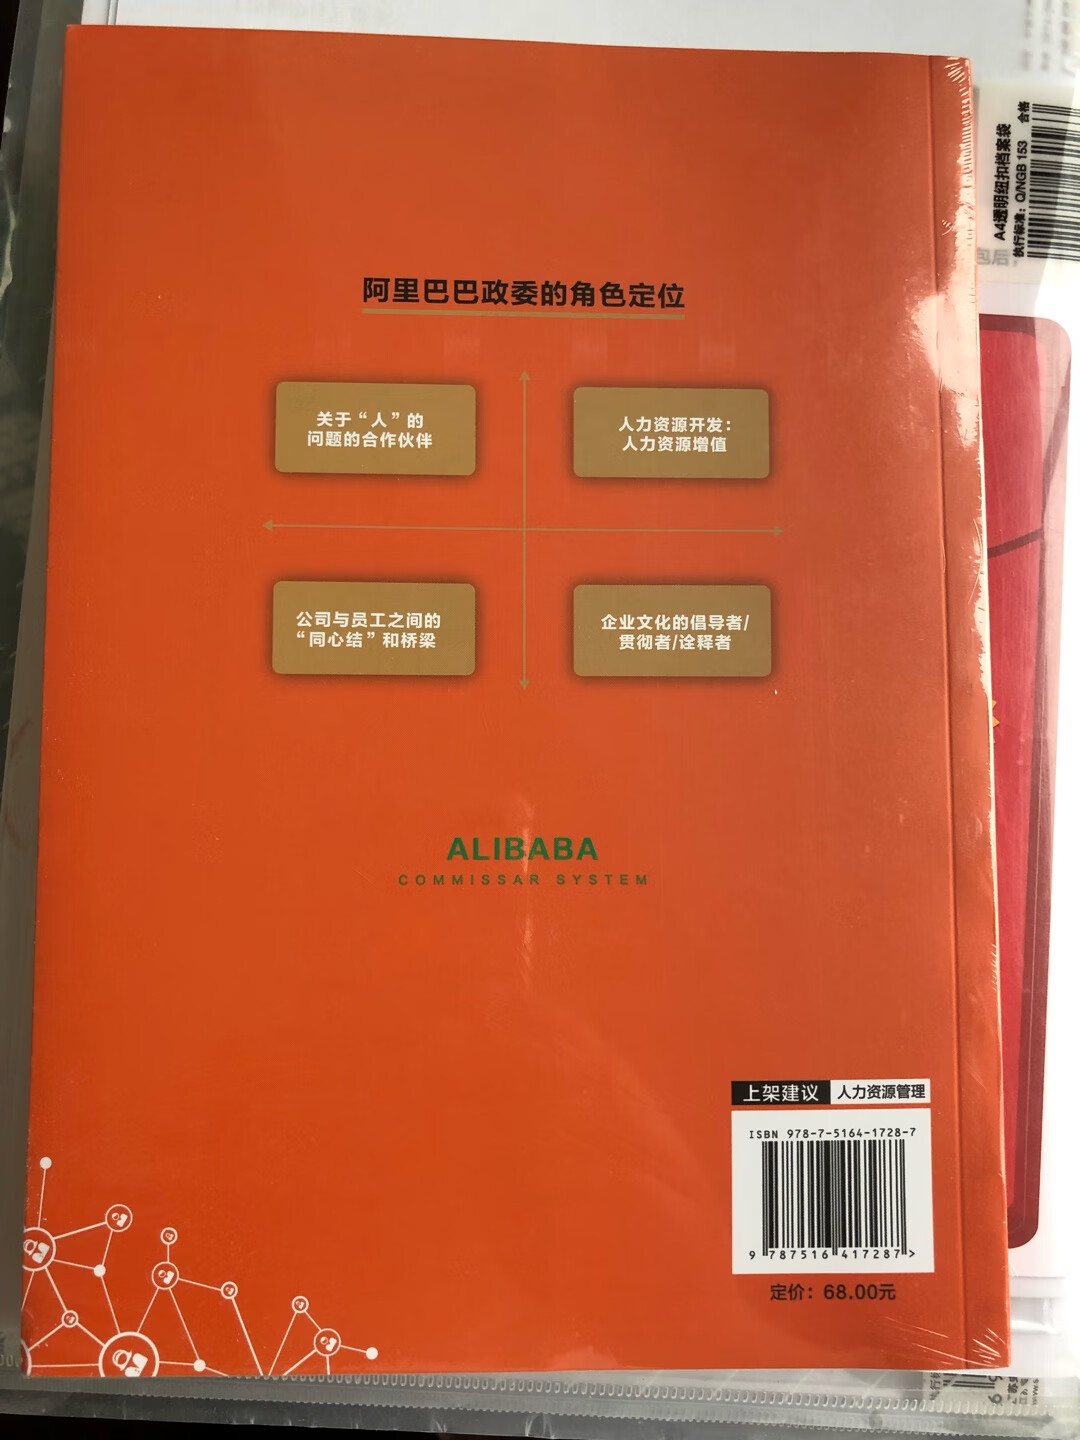 阿里巴巴政委的角色定位
关于“人”的
问题的合作伙伴
人力资源开发：
人力资源增值
公司与员工之间的
“同心结”和桥梁
企业文化的倡导者/
贯彻者/诠释者
ALIBABA
COMMISSAR SYSTEM
上架建议 人力资源管理
ISBN 978-7-5164-1728-7
9 787516 417287>
定价：68.00元
A4透明纽扣档案袋
执行标准：Q/NGB 153 合格
包后